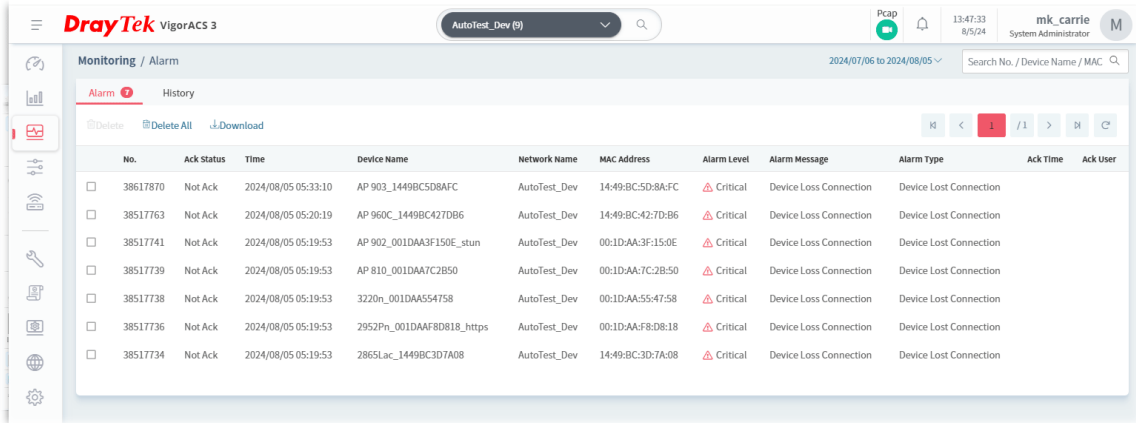 DrayTek VigorACS 3
AutoTest_Dev (9)
Pcap
13:47:33
8/5/24
mk_carrie
System Administrator
M
Monitoring / Alarm
2024/07/06 to 2024/08/05
Search No. / Device Name / MAC
Alarm 7 History
Delete Delete All Download
1 / 1
No. Ack Status Time Device Name Network Name MAC Address Alarm Level Alarm Message Alarm Type Ack Time Ack User
38617870 Not Ack 2024/08/05 05:33:10 AP 903_1449BC5D8AFC AutoTest_Dev 14:49:BC:5D:8A:FC Critical Device Loss Connection Device Lost Connection
38517763 Not Ack 2024/08/05 05:20:19 AP 960C_1449BC427DB6 AutoTest_Dev 14:49:BC:42:7D:B6 Critical Device Loss Connection Device Lost Connection
38517741 Not Ack 2024/08/05 05:19:53 AP 902_001DAA3F150E_stun AutoTest_Dev 00:1D:AA:3F:15:0E Critical Device Loss Connection Device Lost Connection
38517739 Not Ack 2024/08/05 05:19:53 AP 810_001DAA7C2B50 AutoTest_Dev 00:1D:AA:7C:2B:50 Critical Device Loss Connection Device Lost Connection
38517738 Not Ack 2024/08/05 05:19:53 3220n_001DAA554758 AutoTest_Dev 00:1D:AA:55:47:58 Critical Device Loss Connection Device Lost Connection
38517736 Not Ack 2024/08/05 05:19:53 2952Pn_001DAAF8D818_https AutoTest_Dev 00:1D:AA:F8:D8:18 Critical Device Loss Connection Device Lost Connection
38517734 Not Ack 2024/08/05 05:19:53 2865Lac_1449BC3D7A08 AutoTest_Dev 14:49:BC:3D:7A:08 Critical Device Loss Connection Device Lost Connection